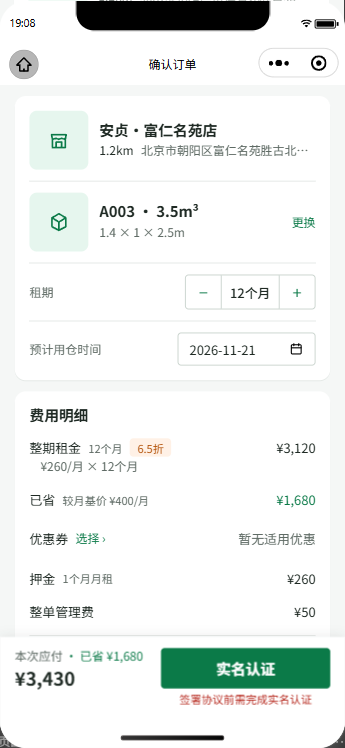 19:08
确认订单
安贞·富仁名苑店
1.2km 北京市朝阳区富仁名苑胜古北…
A003 · 3.5m³
1.4 × 1 × 2.5m
更换
租期
− 12个月 +
预计用仓时间
2026-11-21
费用明细
整期租金 12个月 6.5折 ¥3,120
¥260/月 × 12个月
已省 较月基价 ¥400/月 ¥1,680
优惠券 选择 › 暂无适用优惠
押金 1个月月租 ¥260
整单管理费 ¥50
本次应付 · 已省 ¥1,680
¥3,430
实名认证
签署协议前需完成实名认证